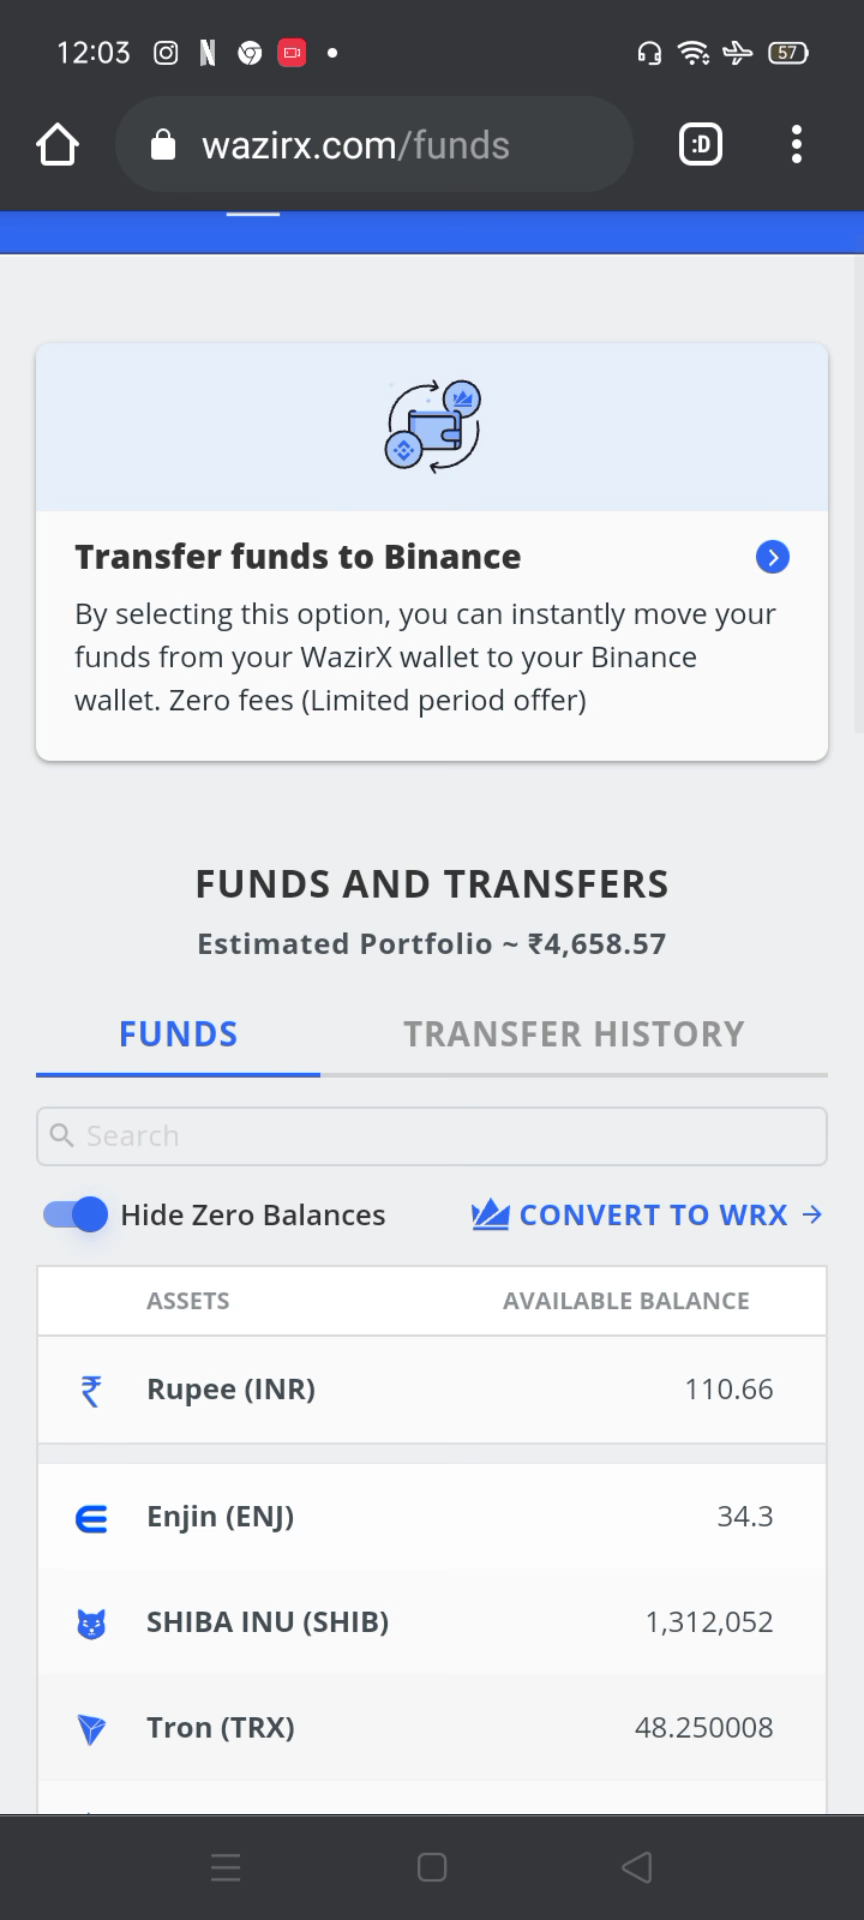 12:03
57
wazirx.com/funds
:D
Transfer funds to Binance
By selecting this option, you can instantly move your
funds from your WazirX wallet to your Binance
wallet. Zero fees (Limited period offer)
FUNDS AND TRANSFERS
Estimated Portfolio ~ ₹4,658.57
FUNDS TRANSFER HISTORY
Search
Hide Zero Balances CONVERT TO WRX →
ASSETS AVAILABLE BALANCE
₹ Rupee (INR) 110.66
Enjin (ENJ) 34.3
SHIBA INU (SHIB) 1,312,052
Tron (TRX) 48.250008